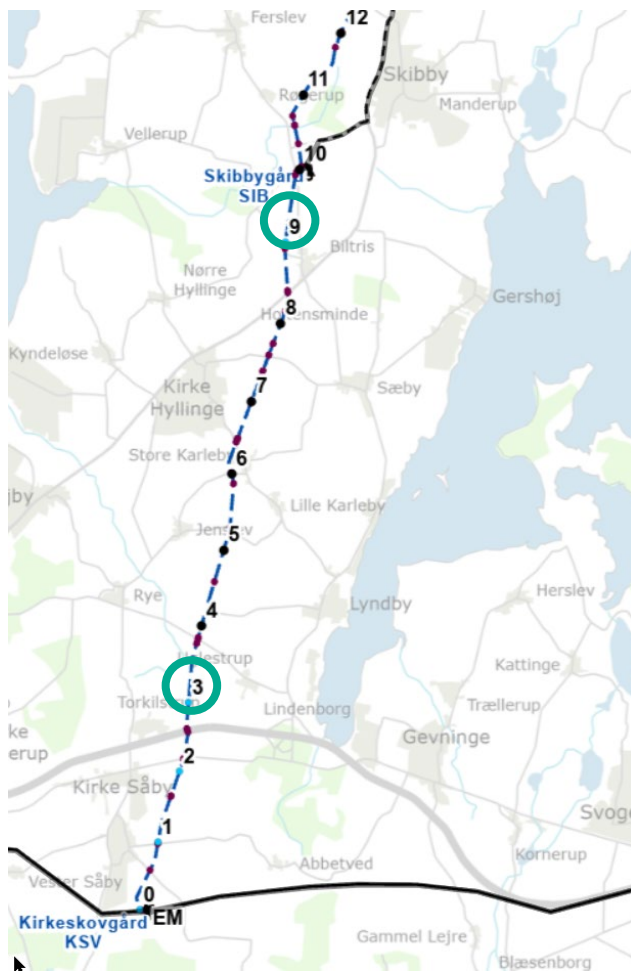 12
Ferslev
Skibby
11
Røgerup
Manderup
Vellerup
10
Skibbygård
SIB
9
Biltris
Nørre
Hyllinge
Gershøj
8
Kyndeløse
Kirke
Hyllinge
7
Sæby
Store Karleby
6
Lille Karleby
5
Rye
4
Lyndby
Herslev
Kattinge
3
Lindenborg
Trællerup
Gevninge
2
Kirke Såby
Svogе
1
Kornerup
Abbetved
Vester Såby
0
EM
Kirkeskovgård
KSV
Gammel Lejre
Blæsenborg